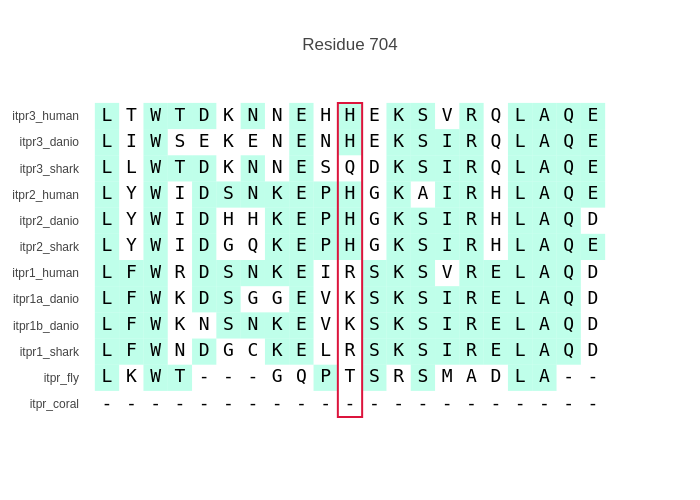 Residue 704
itpr3_human L T W T D K N N E H H E K S V R Q L A Q E
itpr3_danio L I W S E K E N E N H E K S I R Q L A Q E
itpr3_shark L L W T D K N N E S Q D K S I R Q L A Q E
itpr2_human L Y W I D S N K E P H G K A I R H L A Q E
itpr2_danio L Y W I D H H K E P H G K S I R H L A Q D
itpr2_shark L Y W I D G Q K E P H G K S I R H L A Q E
itpr1_human L F W R D S N K E I R S K S V R E L A Q D
itpr1a_danio L F W K D S G G E V K S K S I R E L A Q D
itpr1b_danio L F W K N S N K E V K S K S I R E L A Q D
itpr1_shark L F W N D G C K E L R S K S I R E L A Q D
itpr_fly L K W T - - - G Q P T S R S M A D L A - -
itpr_coral - - - - - - - - - - - - - - - - - - - - -